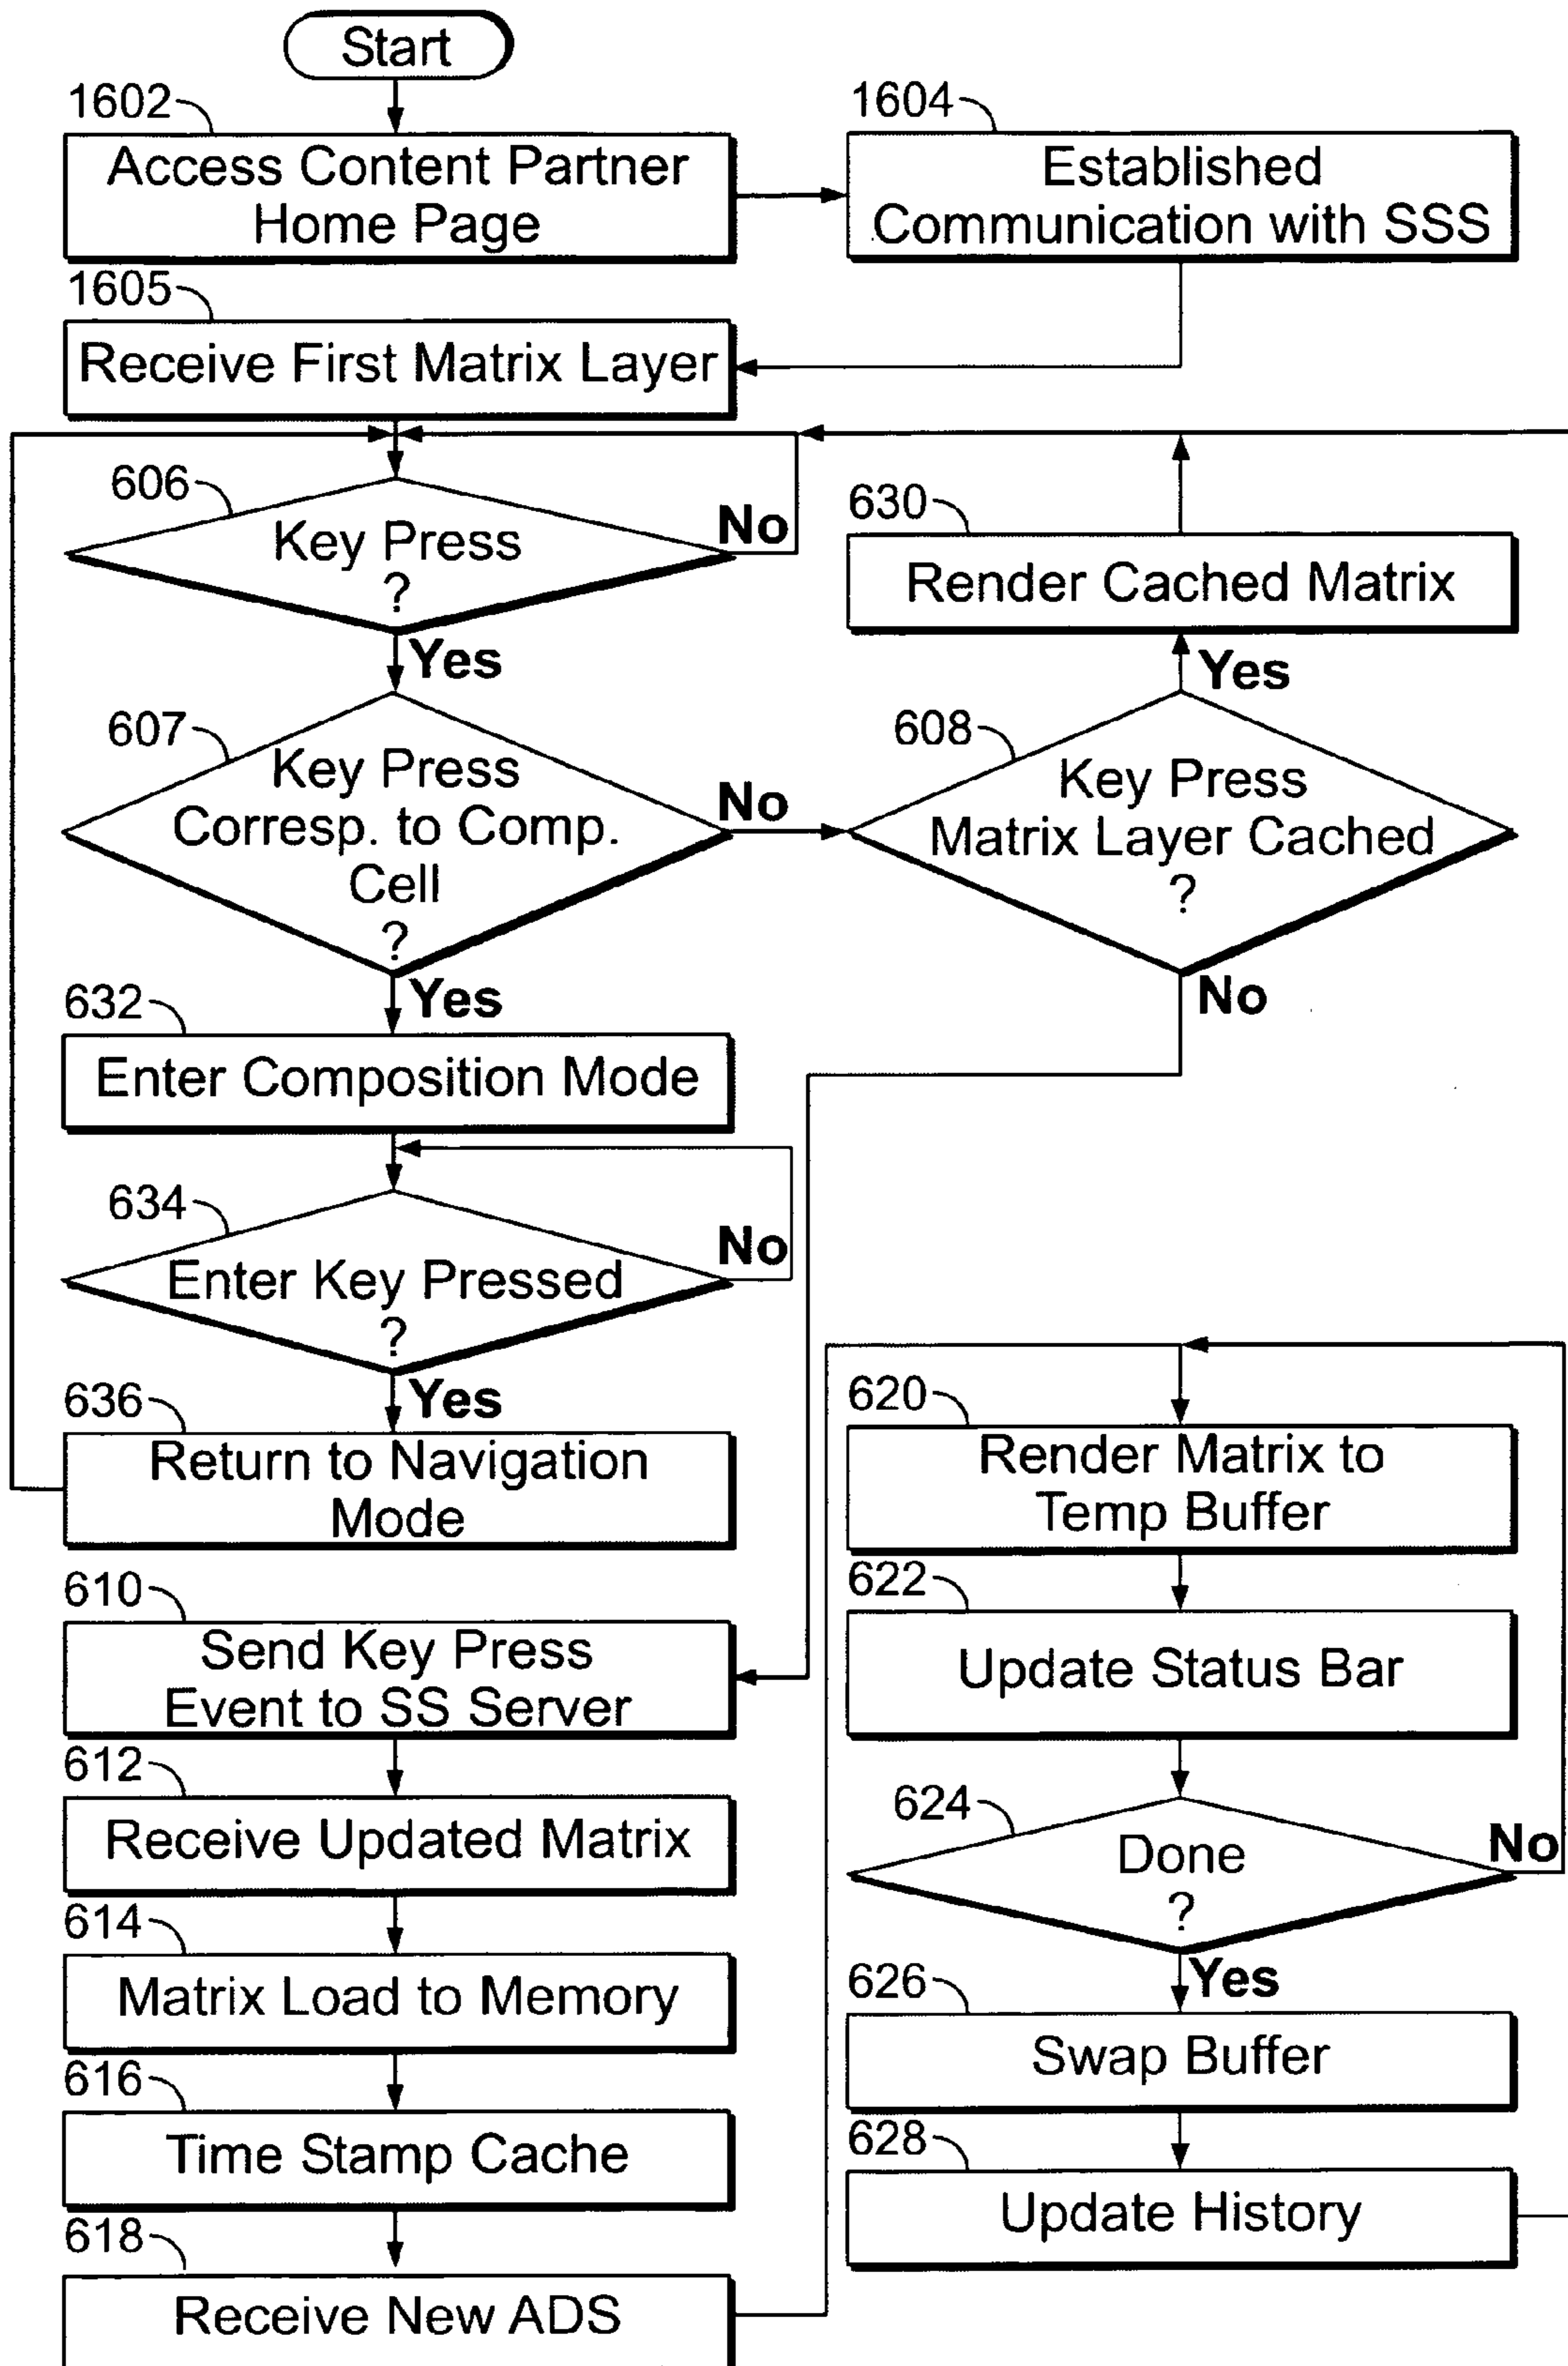 Start
1602
Access Content Partner
Home Page
1604
Established
Communication with SSS
1605
Receive First Matrix Layer
606
Key Press
?
No
Yes
630
Render Cached Matrix
Yes
607
Key Press
Corresp. to Comp.
Cell
?
No
608
Key Press
Matrix Layer Cached
?
No
Yes
632
Enter Composition Mode
634
Enter Key Pressed
?
No
Yes
636
Return to Navigation
Mode
610
Send Key Press
Event to SS Server
612
Receive Updated Matrix
614
Matrix Load to Memory
616
Time Stamp Cache
618
Receive New ADS
620
Render Matrix to
Temp Buffer
622
Update Status Bar
624
Done
?
No
Yes
626
Swap Buffer
628
Update History